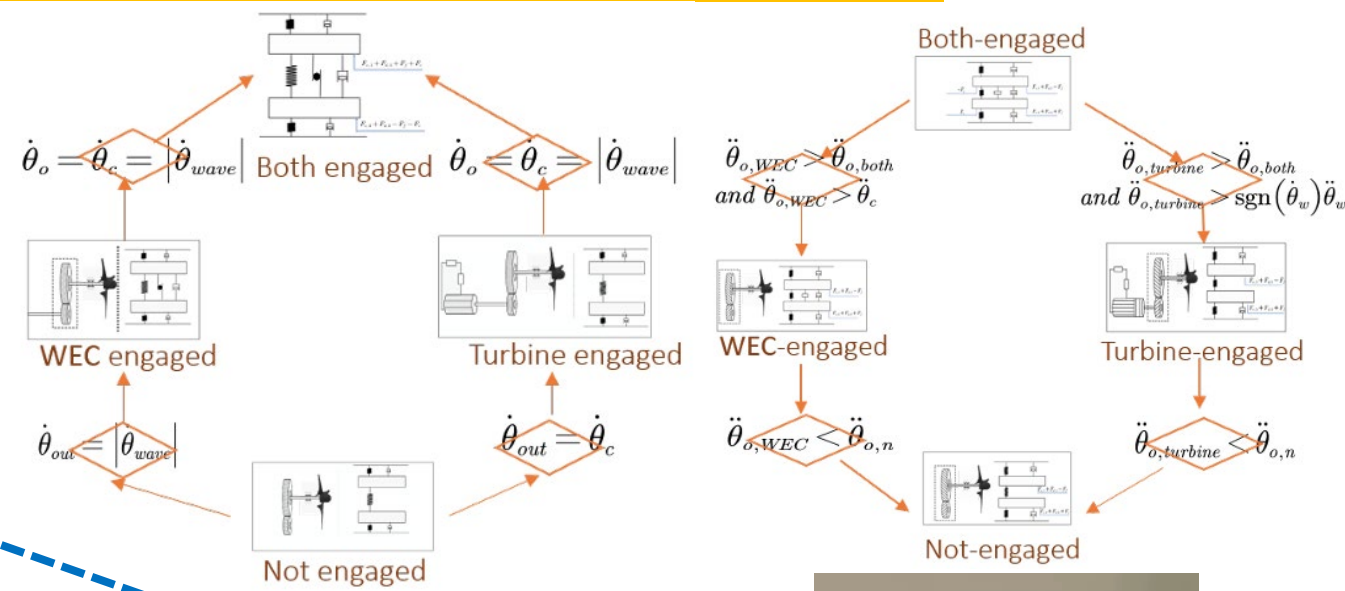 Both engaged
θ̇_o = θ̇_c = |θ̇_wave|
θ̇_o = θ̇_c = |θ̇_wave|
WEC engaged
Turbine engaged
θ̇_out = |θ̇_wave|
θ̇_out = θ̇_c
Not engaged
Both-engaged
θ̈_o,WEC > θ̈_o,both
and θ̈_o,WEC > θ̈_c
θ̈_o,turbine > θ̈_o,both
and θ̈_o,turbine > sgn(θ̇_w)θ̈_w
WEC-engaged
Turbine-engaged
θ̈_o,WEC < θ̈_o,n
θ̈_o,turbine < θ̈_o,n
Not-engaged